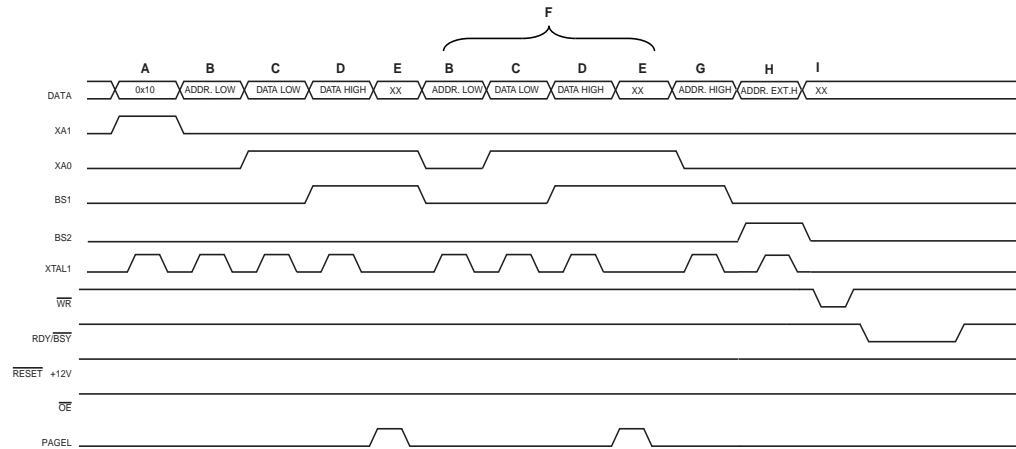 F
A B C D E B C D E G H I
DATA 0x10 ADDR. LOW DATA LOW DATA HIGH XX ADDR. LOW DATA LOW DATA HIGH XX ADDR. HIGH ADDR. EXT.H XX
XA1
XA0
BS1
BS2
XTAL1
WR
RDY/BSY
RESET +12V
OE
PAGEL